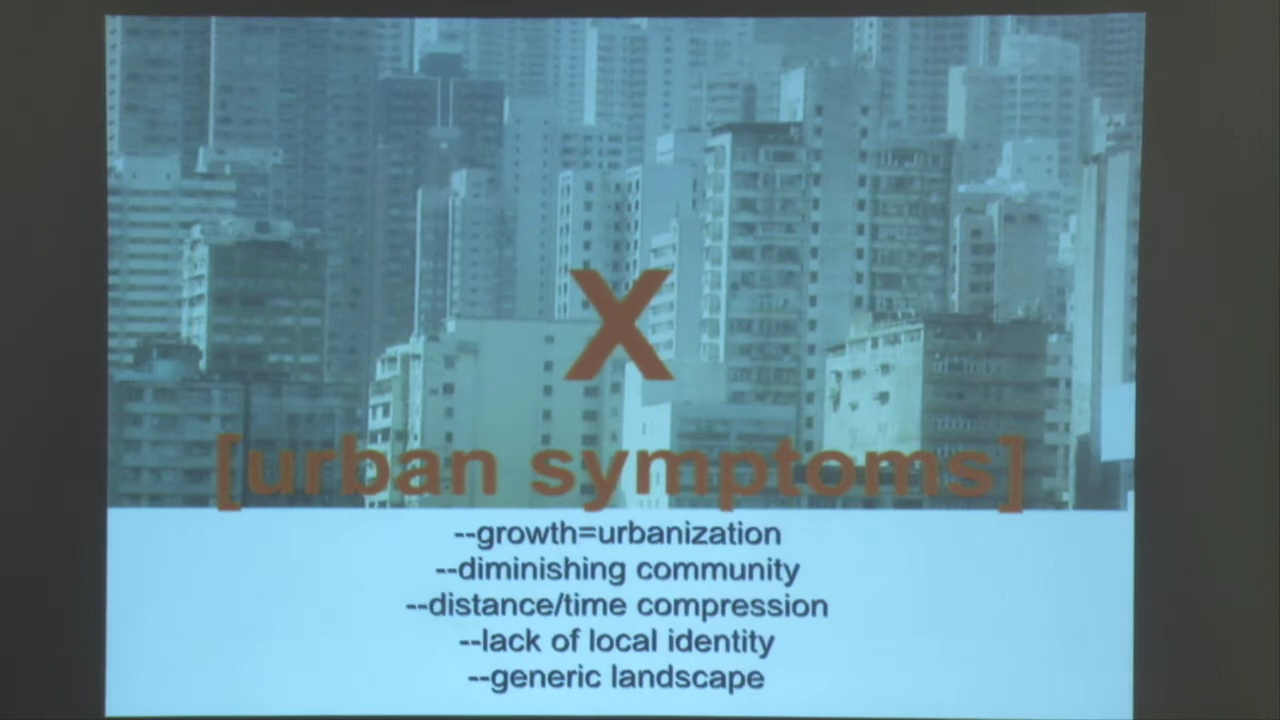 X
[urban symptoms]
--growth=urbanization
--diminishing community
--distance/time compression
--lack of local identity
--generic landscape